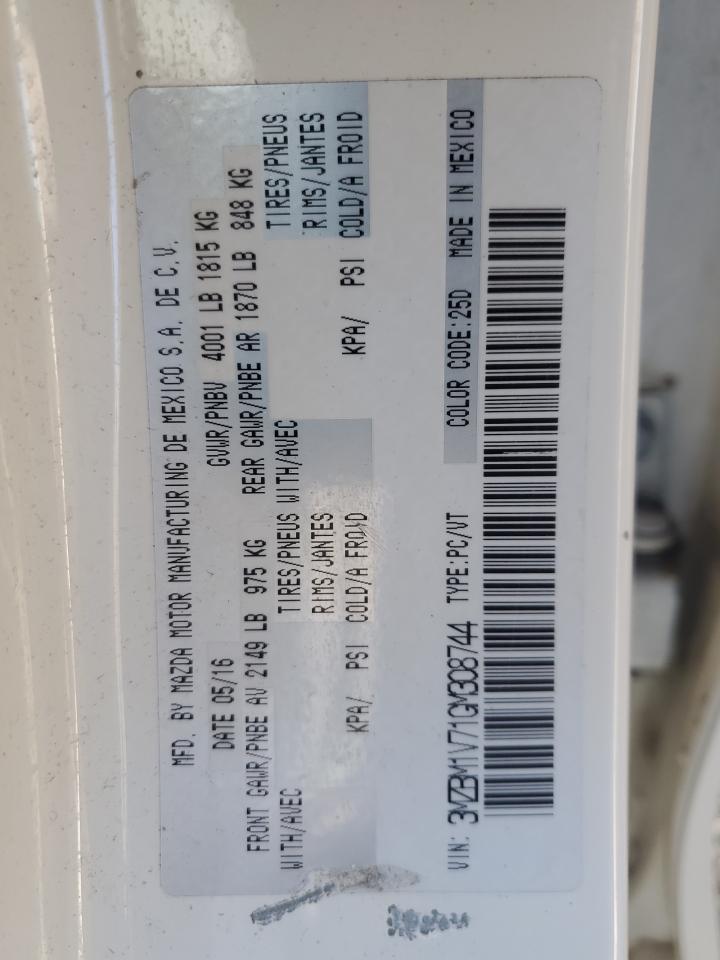 MFD. BY MAZDA MOTOR MANUFACTURING DE MEXICO S.A. DE C.V.
DATE 05/16 GVWR/PNBV 4001 LB 1815 KG
FRONT GAWR/PNBE AV 2149 LB 975 KG REAR GAWR/PNBE AR 1870 LB 848 KG
WITH/AVEC TIRES/PNEUS WITH/AVEC TIRES/PNEUS
RIMS/JANTES RIMS/JANTES
KPA/ PSI COLD/A FROID KPA/ PSI COLD/A FROID
VIN: 3MZBM1V71GM308744 TYPE:PC/VT COLOR CODE:25D MADE IN MEXICO